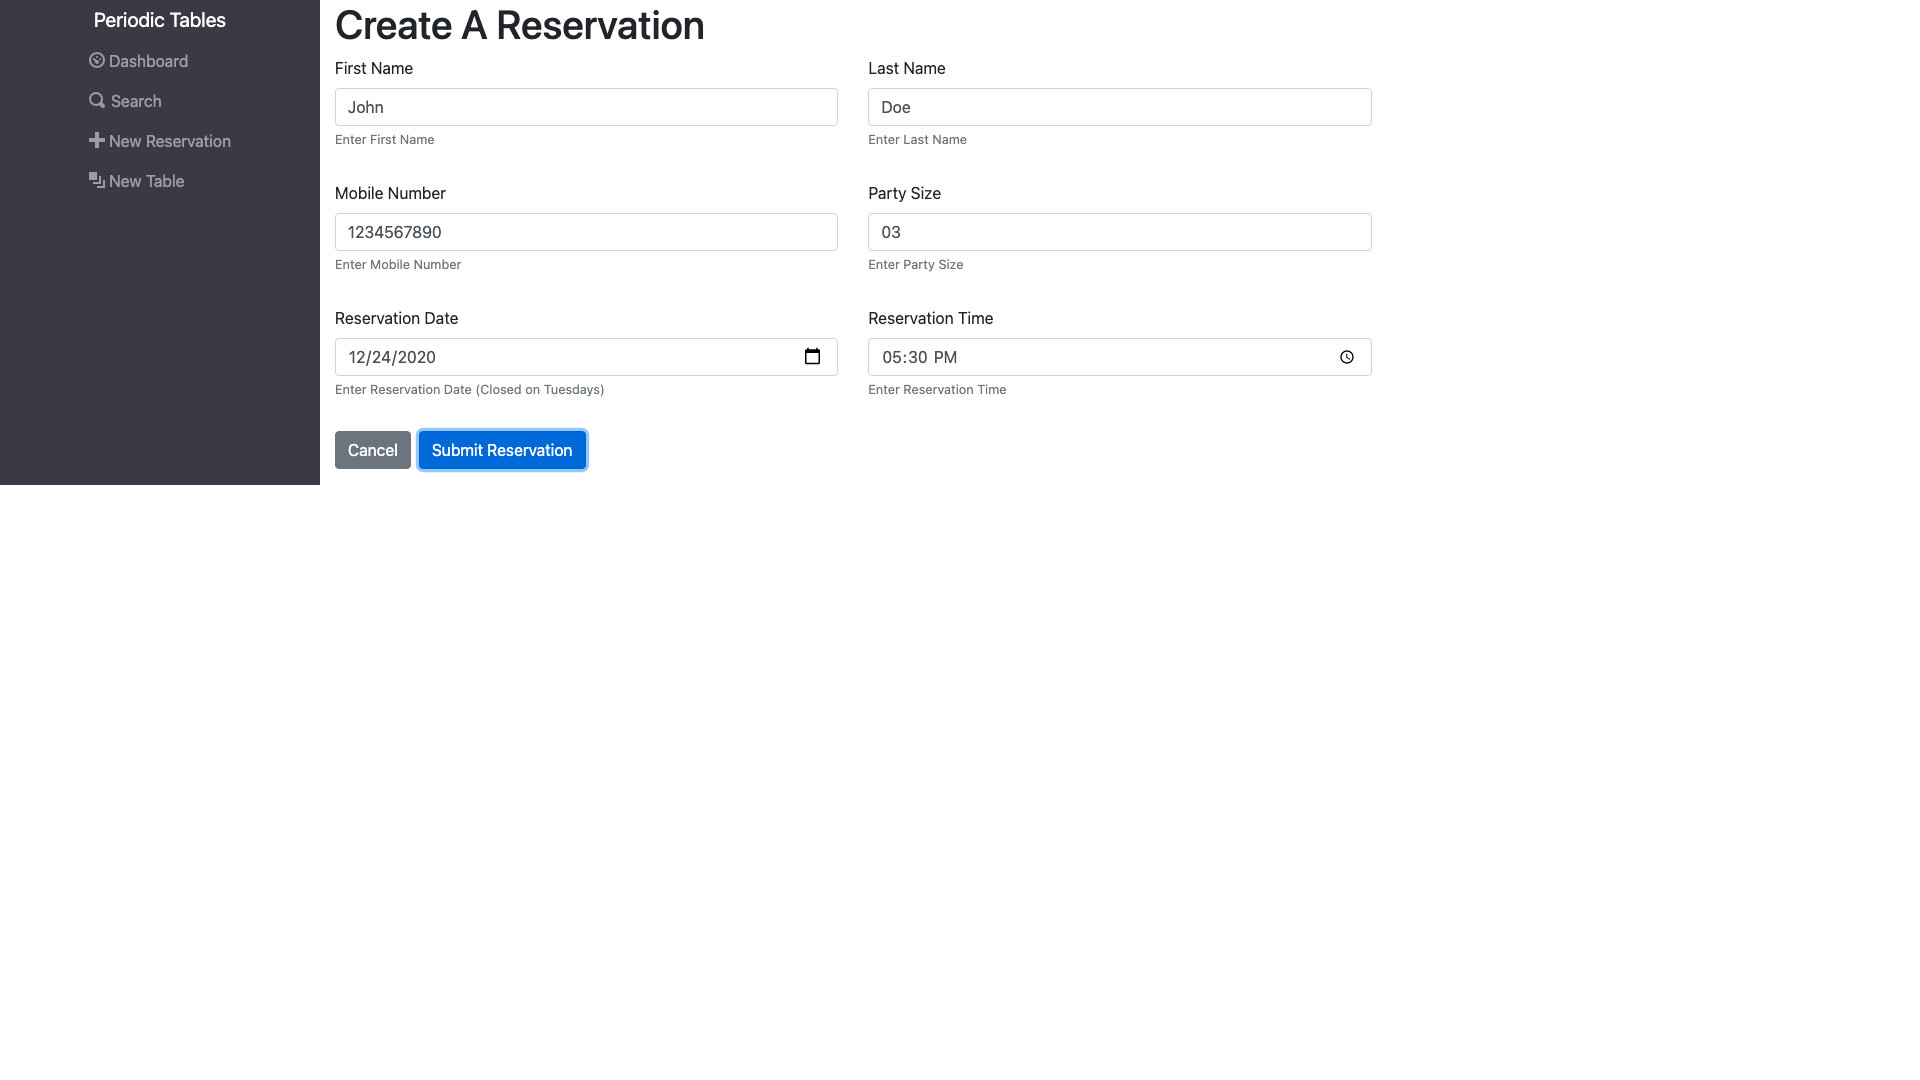 Periodic Tables
Dashboard
Search
New Reservation
New Table
Create A Reservation
First Name
John
Enter First Name
Last Name
Doe
Enter Last Name
Mobile Number
1234567890
Enter Mobile Number
Party Size
03
Enter Party Size
Reservation Date
12/24/2020
Enter Reservation Date (Closed on Tuesdays)
Reservation Time
05:30 PM
Enter Reservation Time
Cancel
Submit Reservation